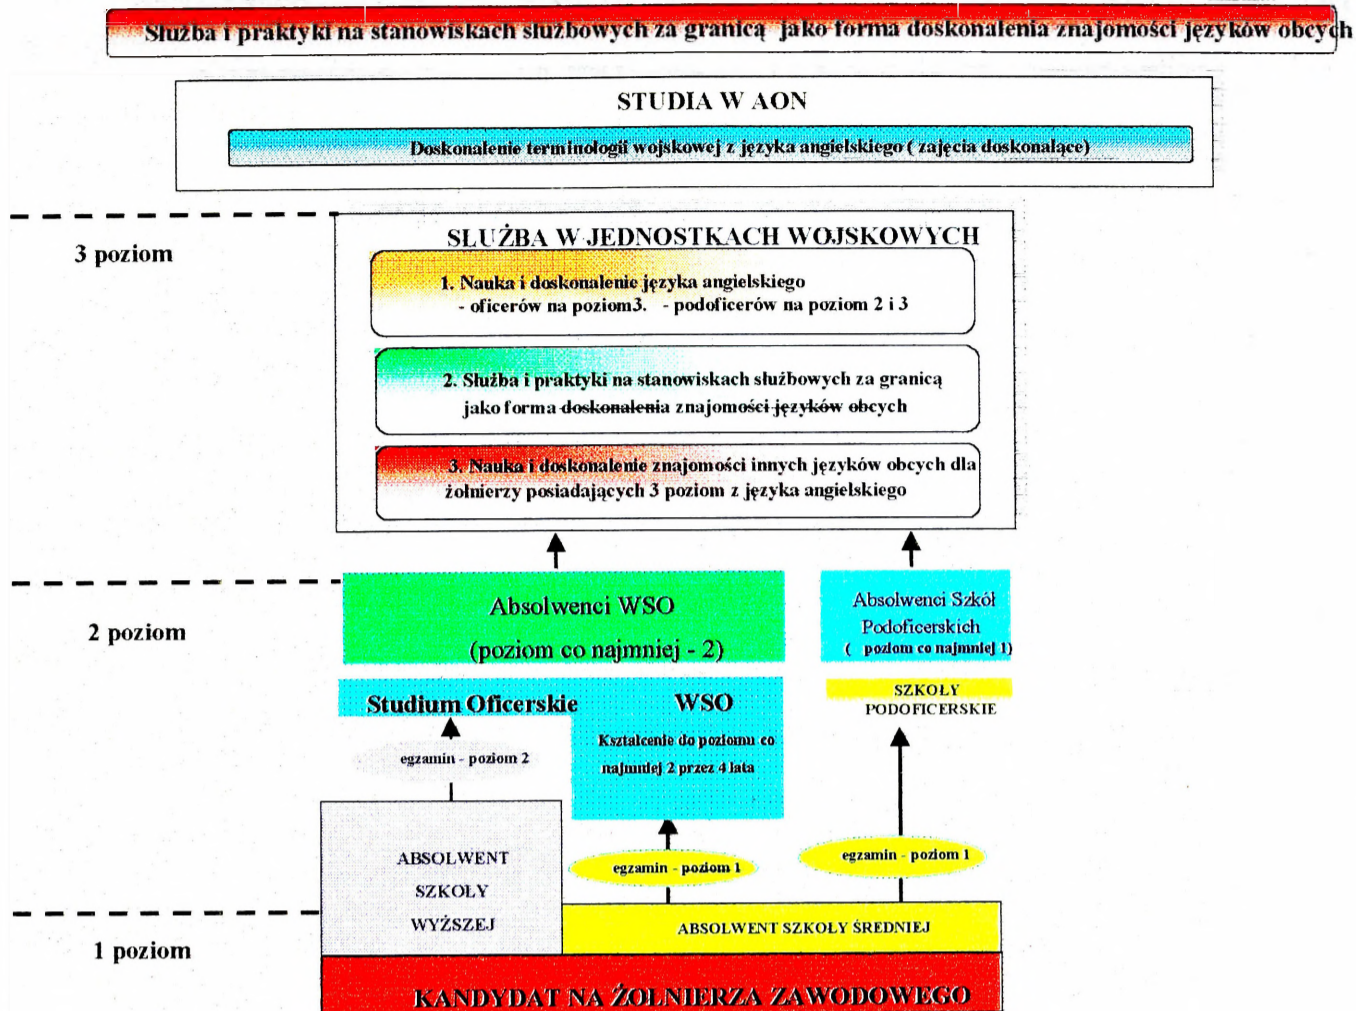 Służba i praktyki na stanowiskach służbowych za granicą jako forma doskonalenia znajomości języków obcych
STUDIA W AON
Doskonalenie terminologii wojskowej z języka angielskiego ( zajęcia doskonalące)
3 poziom
SŁUŻBA W JEDNOSTKACH WOJSKOWYCH
1. Nauka i doskonalenie języka angielskiego
- oficerów na poziom3. - podoficerów na poziom 2 i 3
2. Służba i praktyki na stanowiskach służbowych za granicą
jako forma doskonalenia znajomości języków obcych
3. Nauka i doskonalenie znajomości innych języków obcych dla
żołnierzy posiadających 3 poziom z języka angielskiego
2 poziom
Absolwenci WSO
(poziom co najmniej - 2)
Absolwenci Szkół
Podoficerskich
( poziom co najmniej 1)
Studium Oficerskie
WSO
Kształcenie do poziomu co
najmniej 2 przez 4 lata
SZKOŁY
PODOFICERSKIE
egzamin - poziom 2
egzamin - poziom 1
egzamin - poziom 1
ABSOLWENT
SZKOŁY
WYŻSZEJ
ABSOLWENT SZKOŁY ŚREDNIEJ
1 poziom
KANDYDAT NA ŻOŁNIERZA ZAWODOWEGO